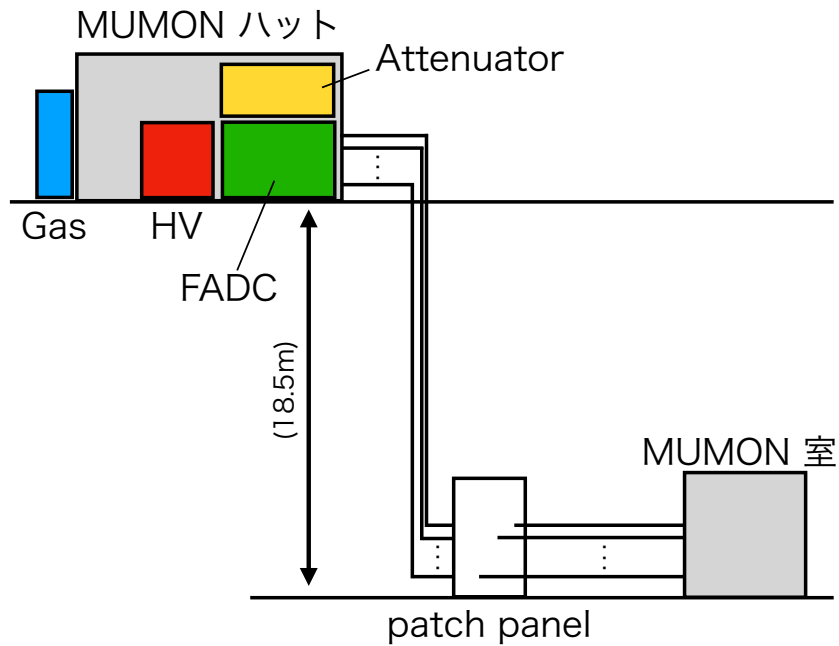 MUMON ハット
Attenuator
Gas
HV
FADC
(18.5m)
MUMON 室
patch panel